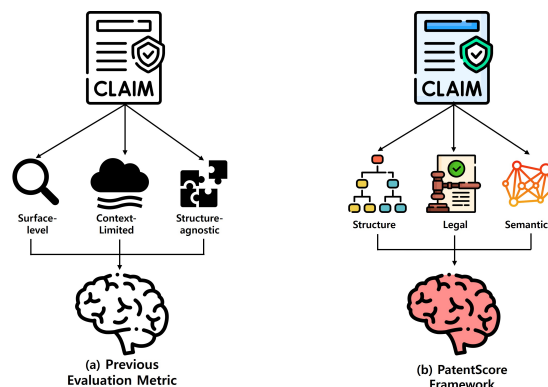 CLAIM
CLAIM
Surface-
level
Context-
Limited
Structure-
agnostic
Structure
Legal
Semantic
(a) Previous
Evaluation Metric
(b) PatentScore
Framework